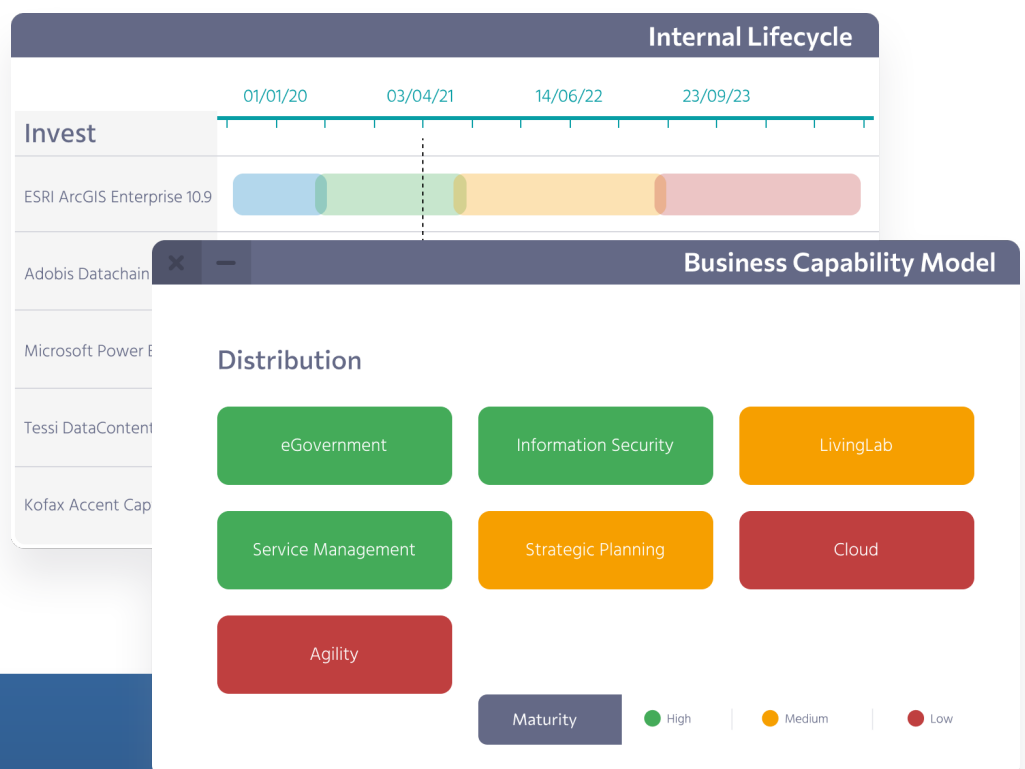 Internal Lifecycle
01/01/20 03/04/21 14/06/22 23/09/23
Invest
ESRI ArcGIS Enterprise 10.9
Adobis Datachain
Microsoft Power
Tessi DataContent
Kofax Accent Cap
Business Capability Model
Distribution
eGovernment Information Security LivingLab
Service Management Strategic Planning Cloud
Agility
Maturity High Medium Low